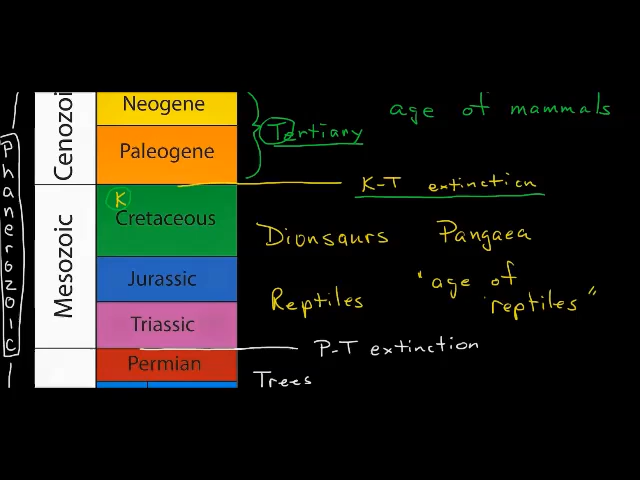 Phanerozoic
Cenozoi
Neogene
Paleogene
Tertiary
age of mammals
K-T extinction
Mesozoic
K
Cretaceous
Jurassic
Triassic
Dionsaurs
Pangaea
Reptiles
"age of
reptiles"
P-T extinction
Permian
Trees